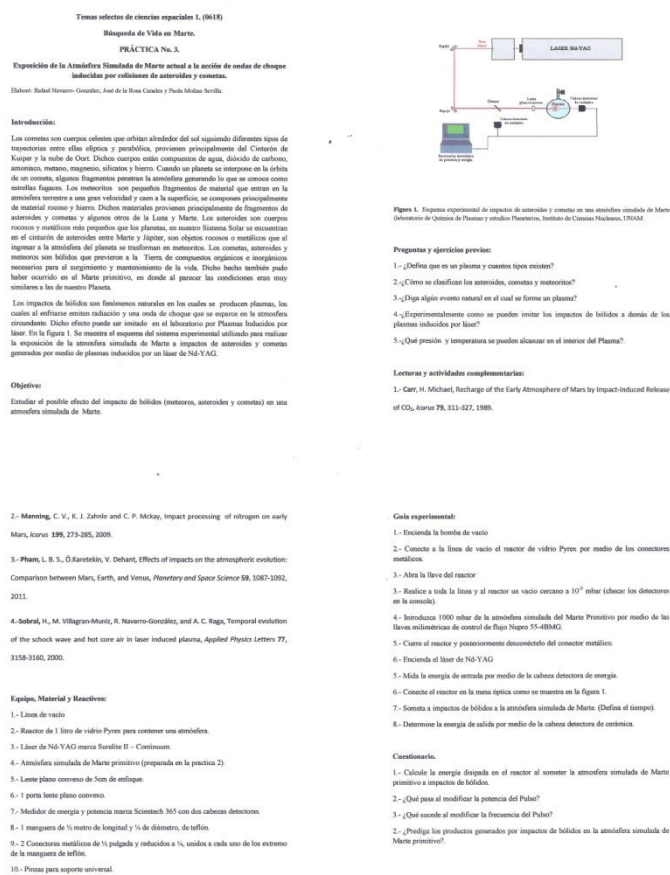 Temas selectos de ciencias espaciales 1. (0618)
Búsqueda de Vida en Marte.
PRÁCTICA No. 3.
Exposición de la Atmósfera Simulada de Marte actual a la acción de ondas de choque
inducidas por colisiones de asteroides y cometas.
Elaboró: Rafael Navarro- González, José de la Rosa Canales y Paola Molina Sevilla.
Introducción:
Los cometas son cuerpos celestes que orbitan alrededor del sol siguiendo diferentes tipos de
trayectorias entre ellas elíptica y parabólica, provienen principalmente del Cinturón de
Kuiper y la nube de Oort. Dichos cuerpos están compuestos de agua, dióxido de carbono,
amoniaco, metano, magnesio, silicatos y hierro. Cuando un planeta se interpone en la órbita
de un cometa, algunos fragmentos penetran la atmósfera generando lo que se conoce como
estrellas fugaces. Los meteoritos son pequeños fragmentos de material que entran en la
atmósfera terrestre a una gran velocidad y caen a la superficie, se componen principalmente
de material rocoso y hierro. Dichos materiales provienen principalmente de fragmentos de
asteroides y cometas y algunos otros de la Luna y Marte. Los asteroides son cuerpos
rocosos y metálicos más pequeños que los planetas, en nuestro Sistema Solar se encuentran
en el cinturón de asteroides entre Marte y Júpiter, son objetos rocosos o metálicos que al
ingresar a la atmósfera del planeta se trasforman en meteoritos. Los cometas, asteroides y
meteoros son bólidos que previeron a la Tierra de compuestos orgánicos e inorgánicos
necesarios para el surgimiento y mantenimiento de la vida. Dicho hecho también pudo
haber ocurrido en el Marte primitivo, en donde al parecer las condiciones eran muy
similares a las de nuestro Planeta.
Los impactos de bólidos son fenómenos naturales en los cuales se producen plasmas, los
cuales al enfriarse emiten radiación y una onda de choque que se esparce en la atmosfera
circundante. Dicho efecto puede ser imitado en el laboratorio por Plasmas Inducidos por
láser. En la figura 1. Se muestra el esquema del sistema experimental utilizado para realizar
la exposición de la atmosfera simulada de Marte a impactos de asteroides y cometas
generados por medio de plasmas inducidos por un láser de Nd-YAG.
Objetivo:
Estudiar el posible efecto del impacto de bólidos (meteoros, asteroides y cometas) en una
atmosfera simulada de Marte.
LASER Nd-YAG
Espejo
Espejo
Figura 1. Esquema experimental de impactos de asteroides y cometas en una atmósfera simulada de Marte
(laboratorio de Química de Plasmas y estudios Planetarios, Instituto de Ciencias Nucleares, UNAM.
Preguntas y ejercicios previos:
1.- ¿Defina que es un plasma y cuantos tipos existen?
2.-¿Cómo se clasifican los asteroides, cometas y meteoritos?
3.-¿Diga algún evento natural en el cual se forme un plasma?
4.-¿Experimentalmente como se pueden imitar los impactos de bólidos a demás de los
plasmas inducidos por láser?
5.-¿Qué presión y temperatura se pueden alcanzar en el interior del Plasma?.
Lecturas y actividades complementarias:
1.- Carr, H. Michael, Recharge of the Early Atmosphere of Mars by Impact-Induced Release
of CO2, Icarus 79, 311-327, 1989.
2.- Manning, C. V., K. J. Zahnle and C. P. Mckay, Impact processing of nitrogen on early
Mars, Icarus 199, 273-285, 2009.
3.- Pham, L. B. S., Ö.Karetekin, V. Dehant, Effects of impacts on the atmospheric evolution:
Comparison between Mars, Earth, and Venus, Planetary and Space Science 59, 1087-1092,
2011.
4.-Sobral, H., M. Villagran-Muniz, R. Navarro-González, and A. C. Raga, Temporal evolution
of the shock wave and hot core air in laser induced plasma, Applied Physics Letters 77,
3158-3160, 2000.
Equipo, Material y Reactivos:
1.- Línea de vacío
2.- Reactor de 1 litro de vidrio Pyrex para contener una atmósfera.
3.- Láser de Nd-YAG marca Surelite II – Continuum.
4.- Atmósfera simulada de Marte primitivo (preparada en la practica 2).
5.- Lente plano convexo de 5cm de enfoque.
6.- 1 porta lente plano convexo.
7.- Medidor de energía y potencia marca Scientech 365 con dos cabezas detectoras.
8.- 1 manguera de ½ metro de longitud y ¼ de diámetro, de teflón.
9.- 2 Conectores metálicos de ½ pulgada y reducidos a ¼, unidos a cada uno de los extremo
de la manguera de teflón.
10.- Pinzas para soporte universal.
Guía experimental:
1.- Encienda la bomba de vacío
2.- Conecte a la línea de vacío el reactor de vidrio Pyrex por medio de los conectores
metálicos.
3.- Abra la llave del reactor
3.- Realice a toda la línea y al reactor un vacío cercano a 10-3 mbar (checar los detectores
en la consola).
4.- Introduzca 1000 mbar de la atmósfera simulada del Marte Primitivo por medio de las
llaves milimétricas de control de flujo Nupro 55-4BMG.
5.- Cierre el reactor y posteriormente desconéctelo del conector metálico.
6.- Encienda el láser de Nd-YAG
5.- Mida la energía de entrada por medio de la cabeza detectora de energía.
6.- Conecte el reactor en la mesa óptica como se muestra en la figura 1.
7.- Someta a impactos de bólidos a la atmósfera simulada de Marte. (Defina el tiempo).
8.- Determine la energía de salida por medio de la cabeza detectora de cerámica.
Cuestionario.
1.- Calcule la energía disipada en el reactor al someter la atmosfera simulada de Marte
primitivo a impactos de bólidos.
2.- ¿Qué pasa al modificar la potencia del Pulso?
3.- ¿Qué sucede al modificar la frecuencia del Pulso?
2.- ¿Prediga los productos generados por impactos de bólidos en la atmósfera simulada de
Marte primitivo?.